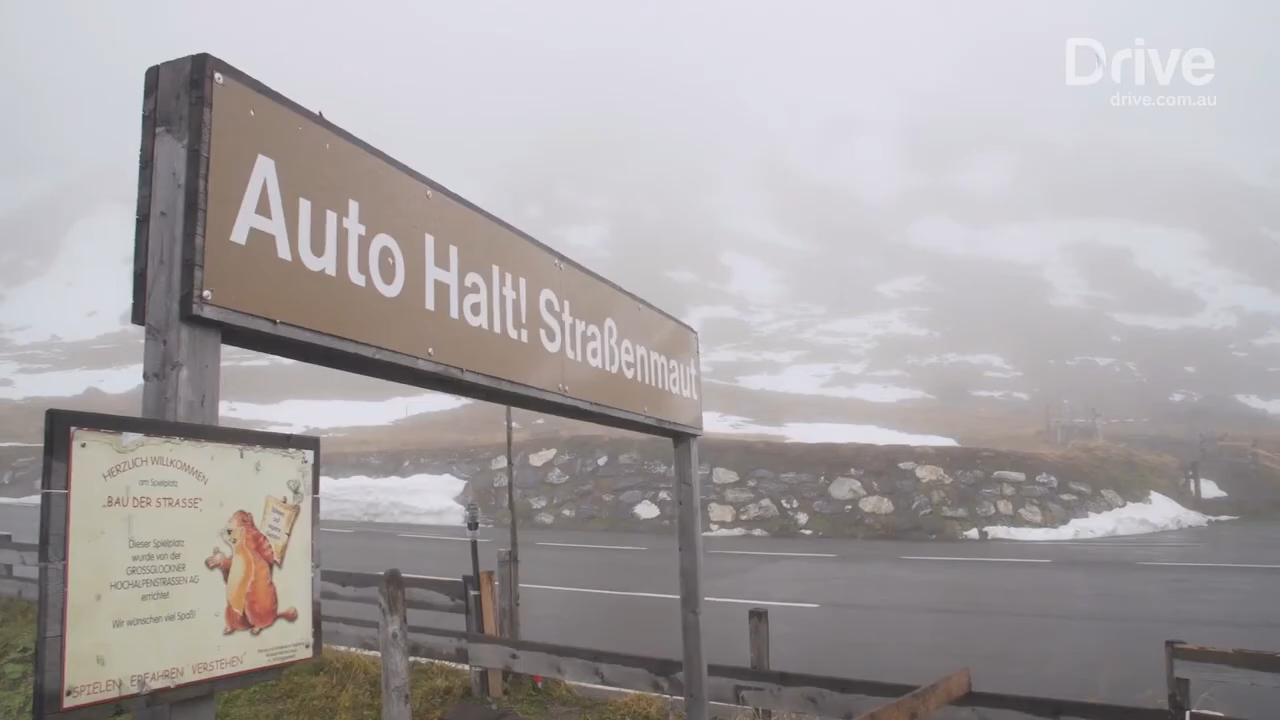 Drive
drive.com.au
Auto Halt! Straßenmaut
HERZLICH WILLKOMMEN
am Spielplatz
„BAU DER STRASSE“,
Dieser Spielplatz
wurde von der
GROSSGLOCKNER
HOCHALPENSTRASSEN AG
errichtet.
Wir wünschen viel Spaß!
SPIELEN ERFAHREN VERSTEHEN